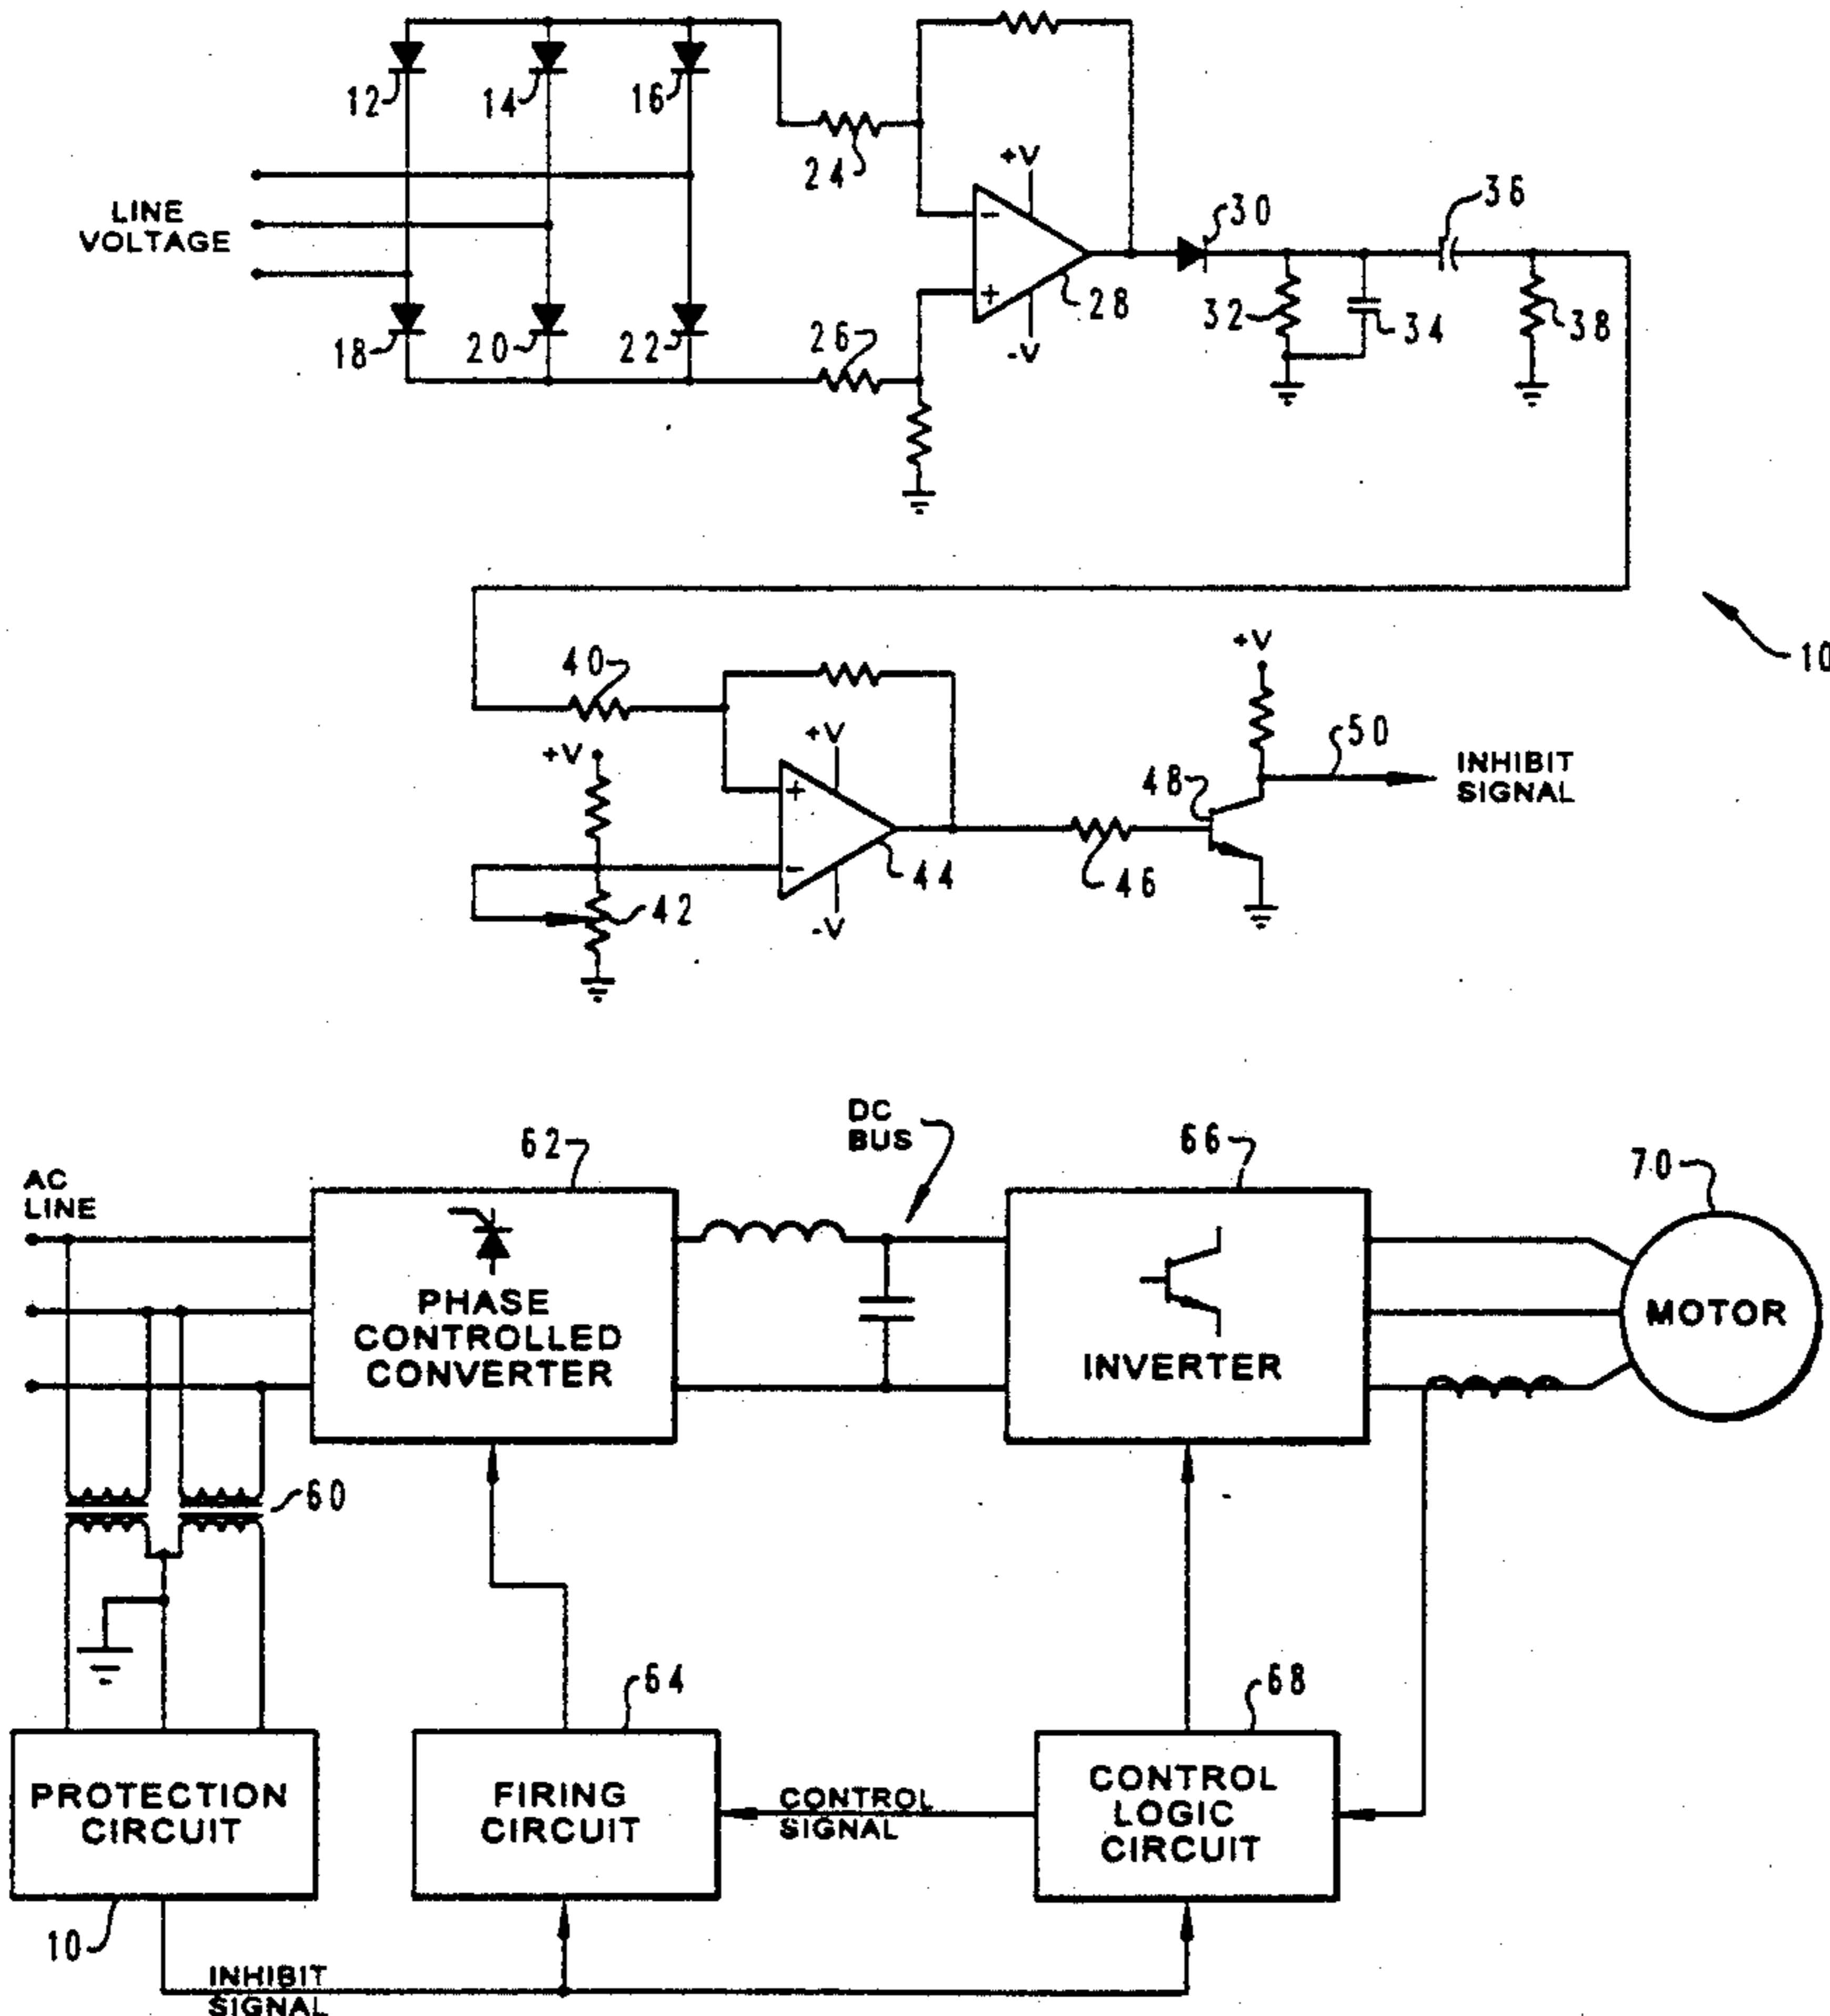 12
14
16
24
+V
LINE
VOLTAGE
-
+
28
30
36
18
20
22
26
-V
32
34
38
10
40
+V
+V
+V
50
INHIBIT
SIGNAL
48
+
-
44
46
42
-V
DC
BUS
62
66
70
AC
LINE
PHASE
CONTROLLED
CONVERTER
INVERTER
MOTOR
60
64
68
PROTECTION
CIRCUIT
FIRING
CIRCUIT
CONTROL
SIGNAL
CONTROL
LOGIC
CIRCUIT
10
INHIBIT
SIGNAL